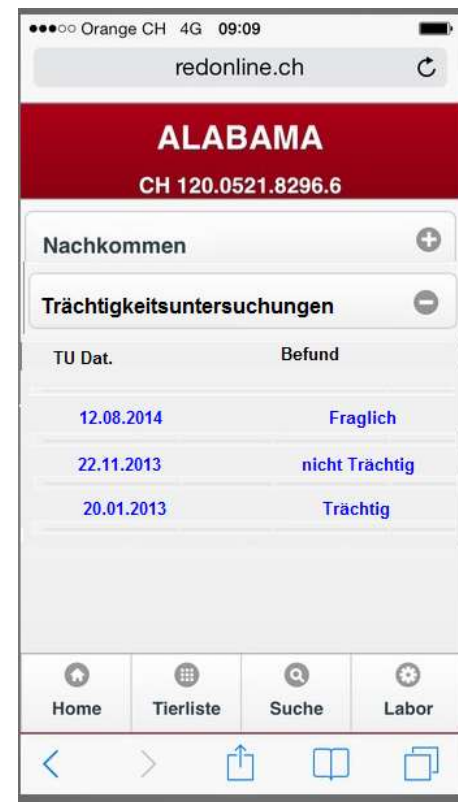 ●●●○○ Orange CH 4G 09:09
redonline.ch
ALABAMA
CH 120.0521.8296.6
Nachkommen
Trächtigkeitsuntersuchungen
TU Dat. Befund
12.08.2014 Fraglich
22.11.2013 nicht Trächtig
20.01.2013 Trächtig
Home Tierliste Suche Labor